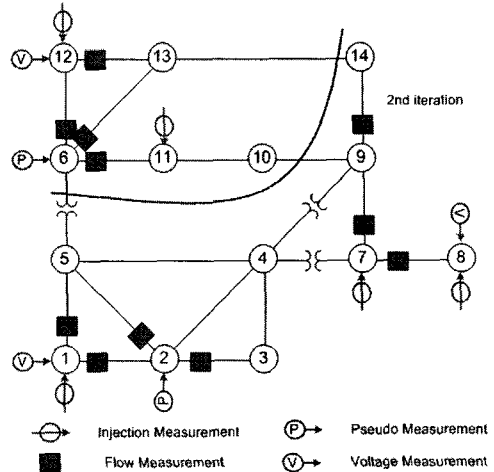 V 12 13 14
2nd iteration
P 6 11 10 9
V
5 4 7 8
V 1 2 3
P
Injection Measurement P Pseudo Measurement
Flow Measurement V Voltage Measurement